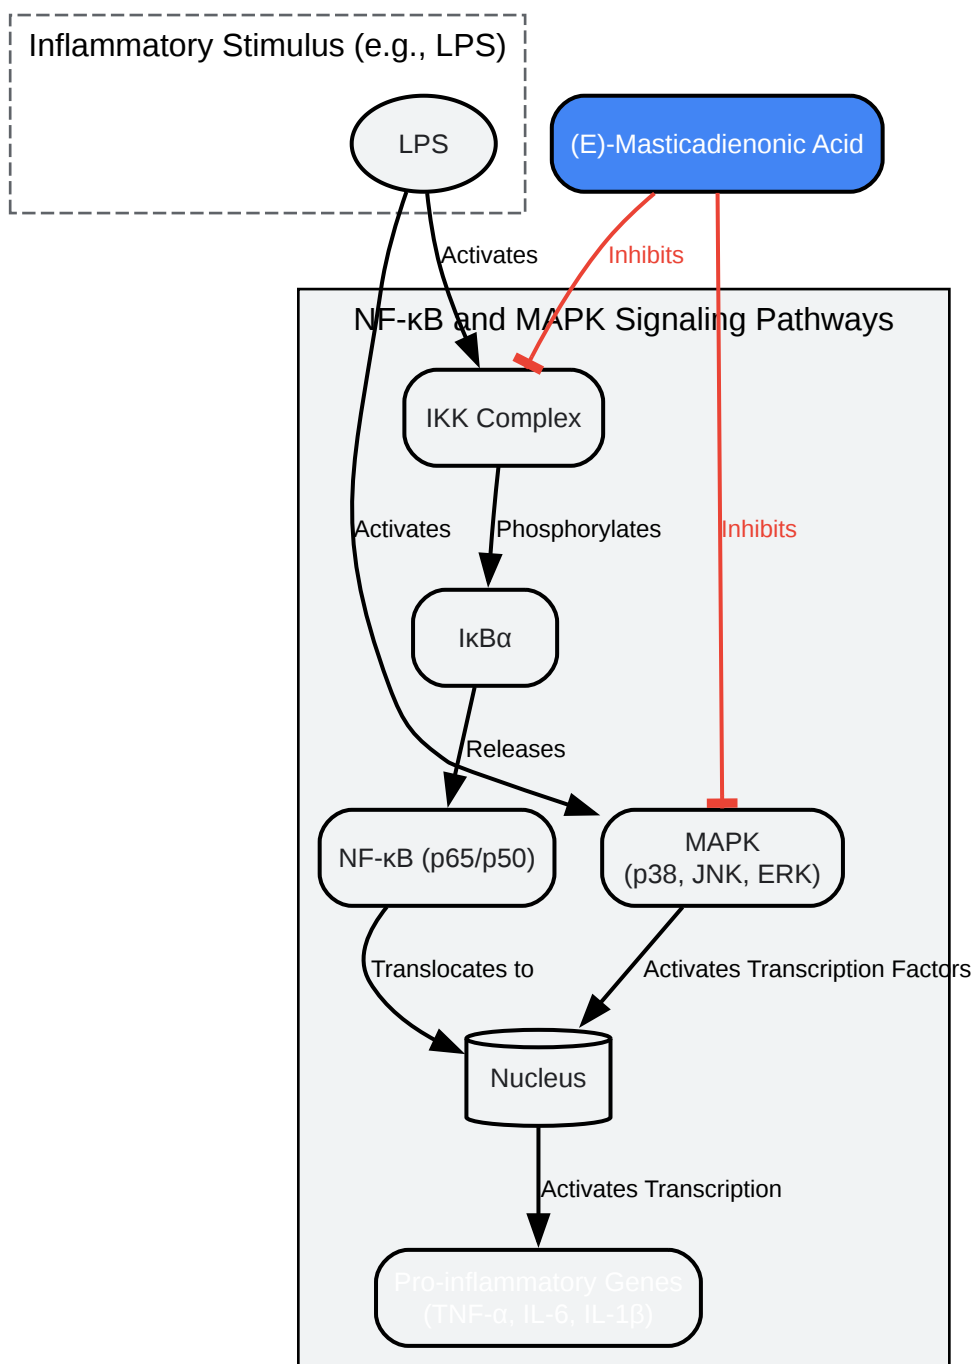 Inflammatory Stimulus (e.g., LPS)
LPS
(E)-Masticadienonic Acid
Activates
Inhibits
NF-κB and MAPK Signaling Pathways
IKK Complex
Activates
Phosphorylates
Inhibits
IκBα
Releases
NF-κB (p65/p50)
MAPK
(p38, JNK, ERK)
Translocates to
Activates Transcription Factors
Nucleus
Activates Transcription
Pro-inflammatory Genes
(TNF-α, IL-6, IL-1β)